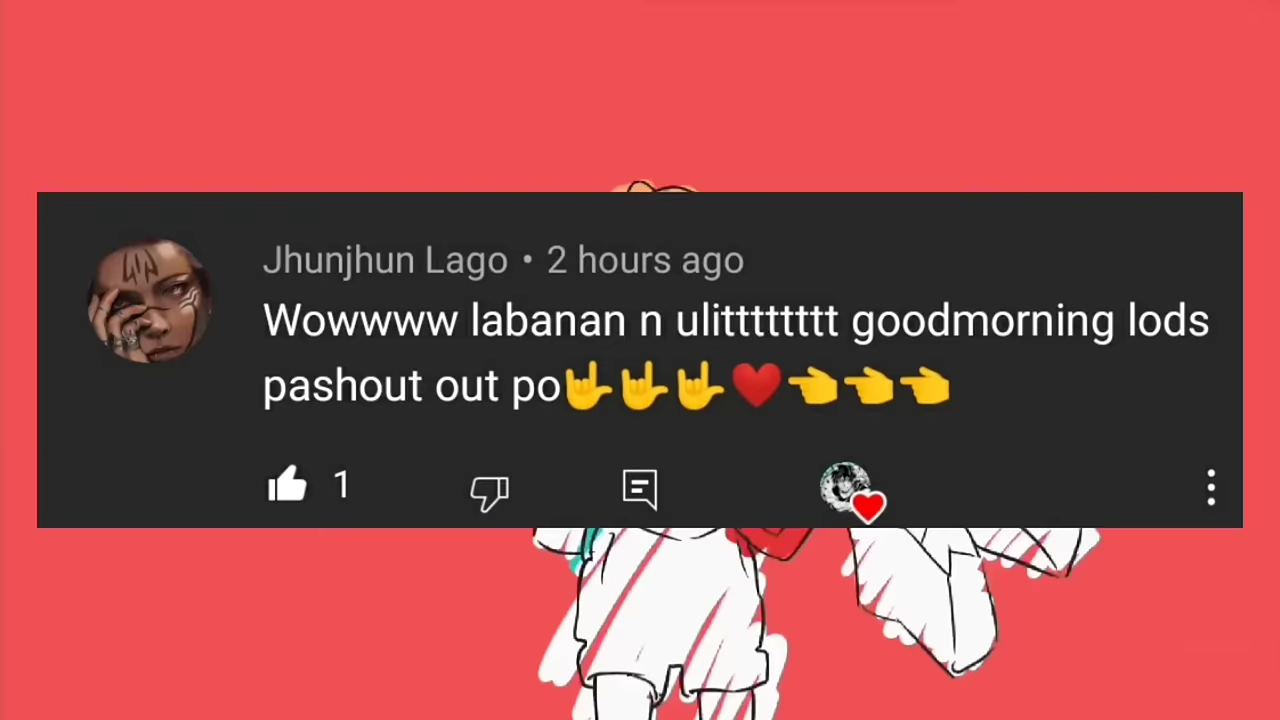 Jhunjhun Lago • 2 hours ago
Wowwww labanan n ulitttttttt goodmorning lods
pashout out po🤟🤟🤟❤️👈👈👈
1